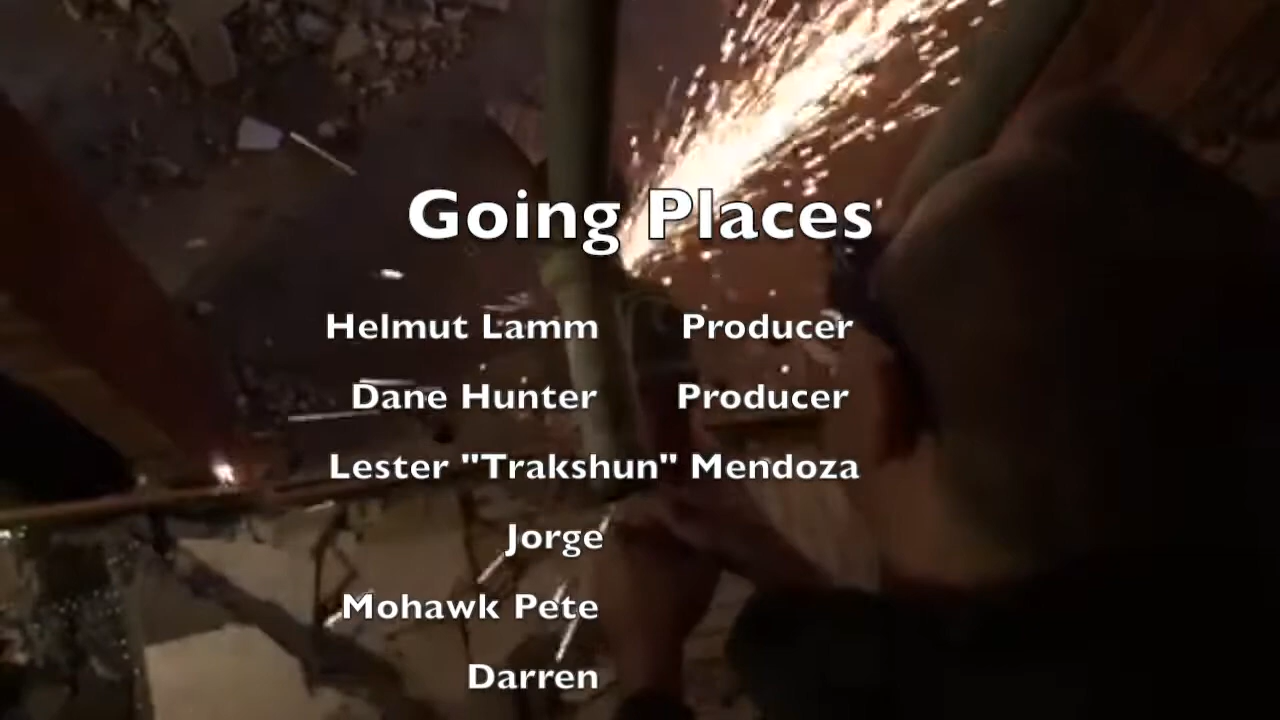 Going Places
Helmut Lamm Producer
Dane Hunter Producer
Lester "Trakshun" Mendoza
Jorge
Mohawk Pete
Darren